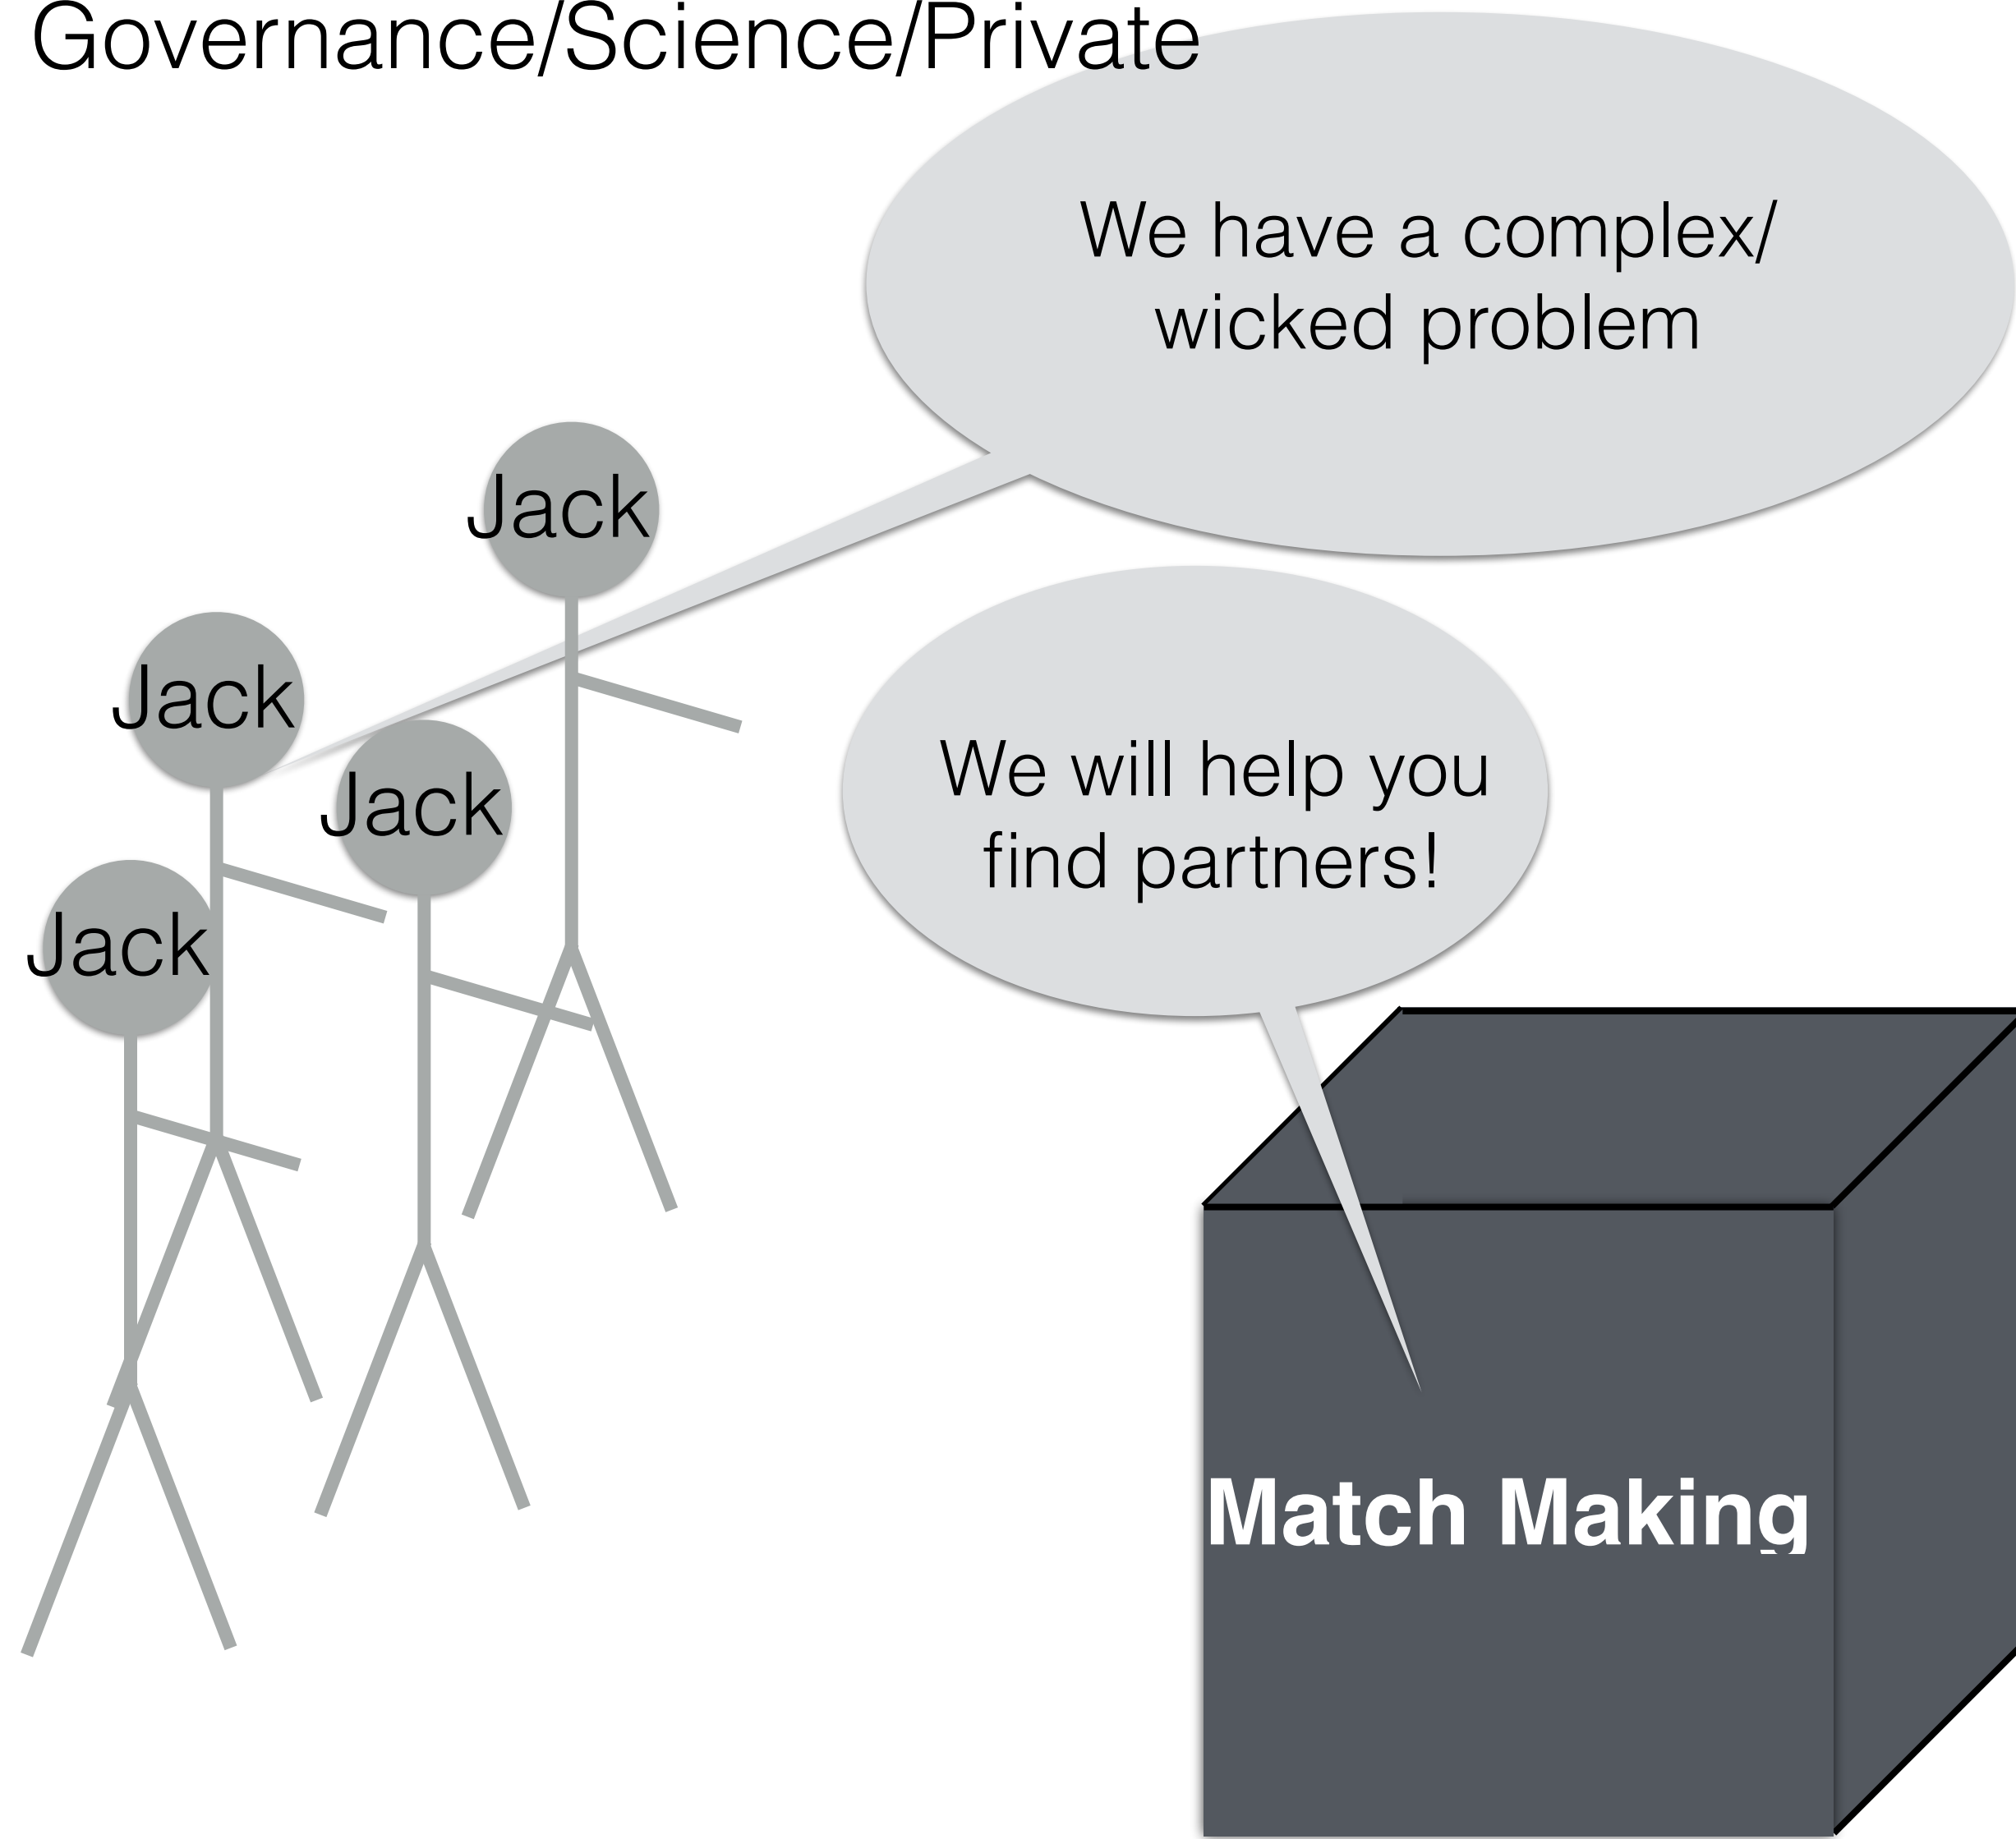 Governance/Science/Private
We have a complex/
wicked problem
Jack
Jack
Jack
Jack
We will help you
find partners!
Match Making